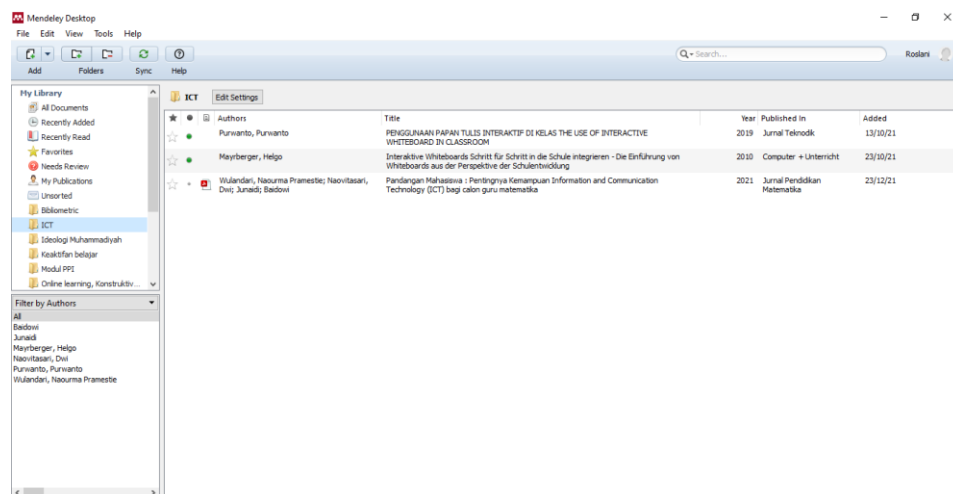 Mendeley Desktop
File Edit View Tools Help
Search...
Roslani
Add Folders Sync Help
My Library
All Documents
Recently Added
Recently Read
Favorites
Needs Review
My Publications
Unsorted
Bibliometric
ICT
Ideologi Muhammadiyah
Keaktifan belajar
Modul PPI
Online learning, Konstruktiv...
Filter by Authors
All
Baidowi
Junaidi
Mayrberger, Helgo
Naovitasari, Dwi
Purwanto, Purwanto
Wulandari, Naourma Pramestie
ICT Edit Settings
Authors Title Year Published In Added
Purwanto, Purwanto PENGGUNAAN PAPAN TULIS INTERAKTIF DI KELAS THE USE OF INTERACTIVE 2019 Jurnal Teknodik 13/10/21
WHITEBOARD IN CLASSROOM
Mayrberger, Helgo Interaktive Whiteboards Schritt für Schritt in die Schule integrieren - Die Einführung von 2010 Computer + Unterricht 23/10/21
Whiteboards aus der Perspektive der Schulentwicklung
Wulandari, Naourma Pramestie; Naovitasari, Pandangan Mahasiswa : Pentingnya Kemampuan Information and Communication 2021 Jurnal Pendidikan 23/12/21
Dwi; Junaidi; Baidowi Technology (ICT) bagi calon guru matematika Matematika